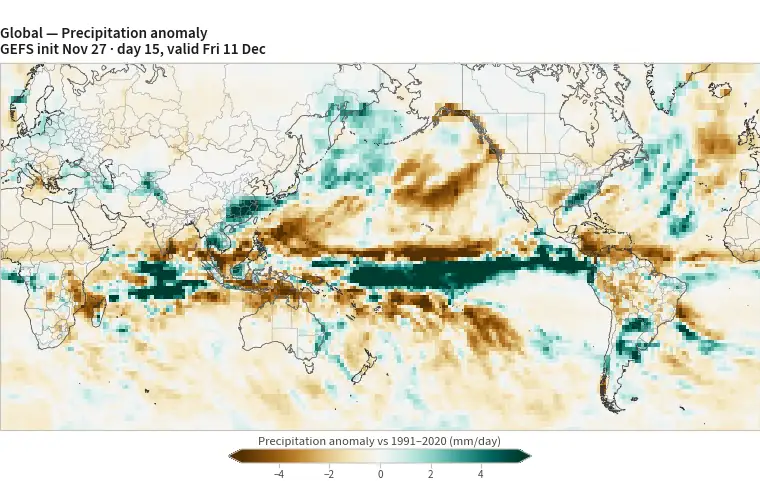 Global — Precipitation anomaly
GEFS init Nov 27 · day 15, valid Fri 11 Dec
Precipitation anomaly vs 1991–2020 (mm/day)
−4 −2 0 2 4